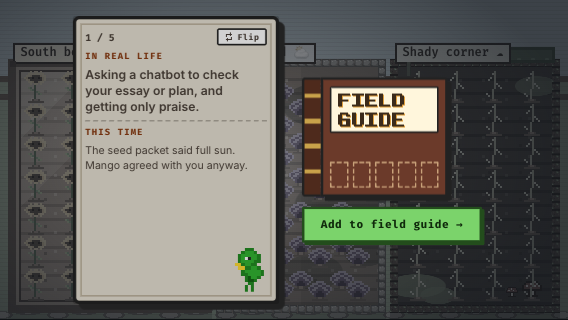 South
1 / 5
Flip
IN REAL LIFE
Asking a chatbot to check
your essay or plan, and
getting only praise.
THIS TIME
The seed packet said full sun.
Mango agreed with you anyway.
FIELD
GUIDE
Add to field guide →
Shady corner